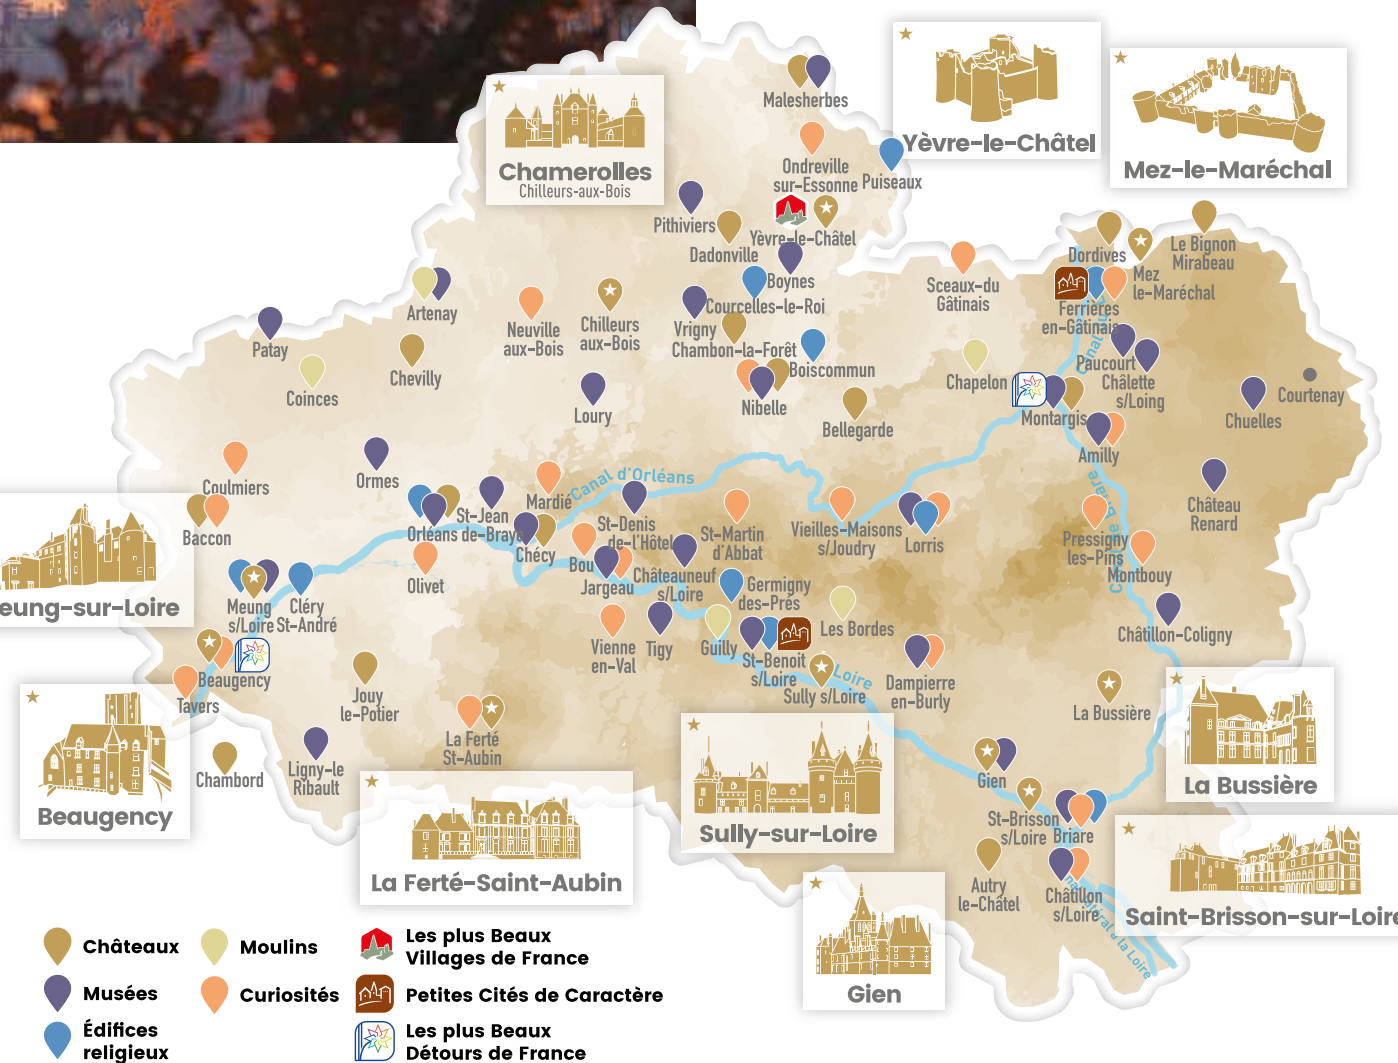 Yèvre-le-Châtel
Mez-le-Maréchal
Chamerolles
Chilleurs-aux-Bois
Malesherbes
Ondreville
sur-Essonne
Puiseaux
Pithiviers
Dadonville
Yèvre-le-Châtel
Boynes
Courcelles-le-Roi
Vrigny
Chambon-la-Forêt
Boiscommun
Nibelle
Bellegarde
Artenay
Neuville
aux-Bois
Chilleurs
aux-Bois
Patay
Coinces
Chevilly
Loury
Sceaux-du
Gâtinais
Dordives
Mez
le-Maréchal
Le Bignon
Mirabeau
Ferrières
en-Gâtinais
Paucourt
Châlette
s/Loing
Chapelon
Montargis
Amilly
Chuelles
Courtenay
Château
Renard
Coulmiers
Baccon
Ormes
Orléans
St-Jean
de-Braye
Mardié
Chécy
Canal d'Orléans
St-Denis
de-l'Hôtel
St-Martin
d'Abbat
Vieilles-Maisons
s/Joudry
Lorris
Pressigny
les-Pins
Montbouy
Olivet
Bou
Jargeau
Châteauneuf
s/Loire
Germigny
des-Prés
Les Bordes
Châtillon-Coligny
Meung
s/Loire
Cléry
St-André
Vienne
en-Val
Tigy
Guilly
St-Benoit
s/Loire
Sully s/Loire
Loire
Dampierre
en-Burly
La Bussière
Beaugency
Tavers
Jouy
le-Potier
Chambord
Ligny-le
Ribault
La Ferté
St-Aubin
Gien
St-Brisson
s/Loire
Briare
Autry
le-Châtel
Châtillon
s/Loire
eung-sur-Loire
Beaugency
La Ferté-Saint-Aubin
Sully-sur-Loire
Gien
La Bussière
Saint-Brisson-sur-Loire
Châteaux
Musées
Édifices
religieux
Moulins
Curiosités
Les plus Beaux
Villages de France
Petites Cités de Caractère
Les plus Beaux
Détours de France